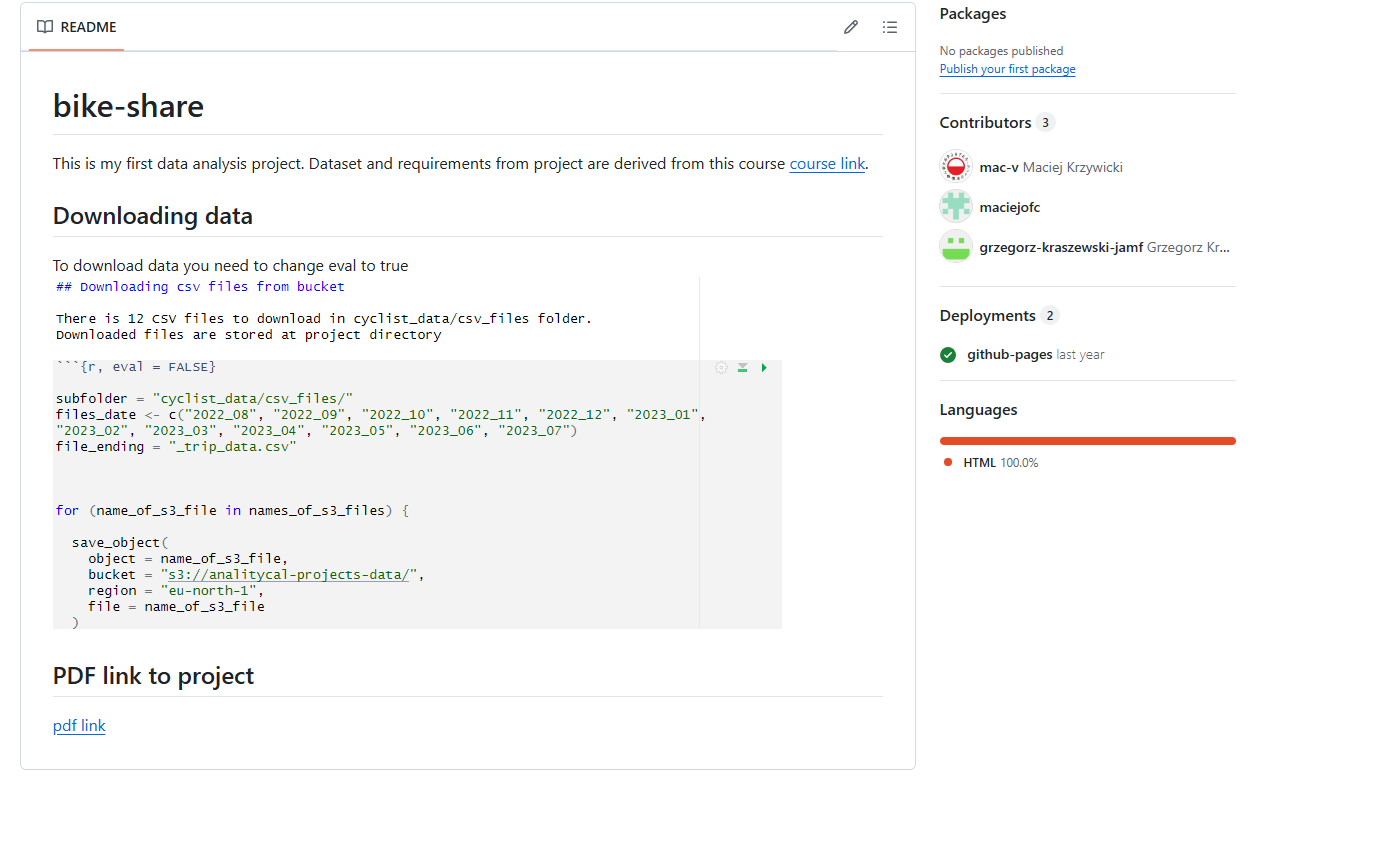 README
bike-share
This is my first data analysis project. Dataset and requirements from project are derived from this course course link.
Downloading data
To download data you need to change eval to true
## Downloading csv files from bucket
There is 12 CSV files to download in cyclist_data/csv_files folder.
Downloaded files are stored at project directory
```{r, eval = FALSE}
subfolder = "cyclist_data/csv_files/"
files_date <- c("2022_08", "2022_09", "2022_10", "2022_11", "2022_12", "2023_01",
"2023_02", "2023_03", "2023_04", "2023_05", "2023_06", "2023_07")
file_ending = "_trip_data.csv"
for (name_of_s3_file in names_of_s3_files) {
save_object(
object = name_of_s3_file,
bucket = "s3://analitycal-projects-data/",
region = "eu-north-1",
file = name_of_s3_file
)
PDF link to project
pdf link
Packages
No packages published
Publish your first package
Contributors 3
mac-v Maciej Krzywicki
maciejofc
grzegorz-kraszewski-jamf Grzegorz Kr...
Deployments 2
github-pages last year
Languages
HTML 100.0%